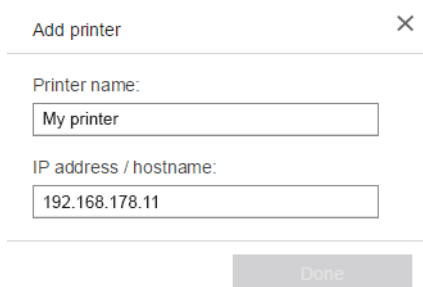 Add printer
Printer name:
My printer
IP address / hostname:
192.168.178.11
Done